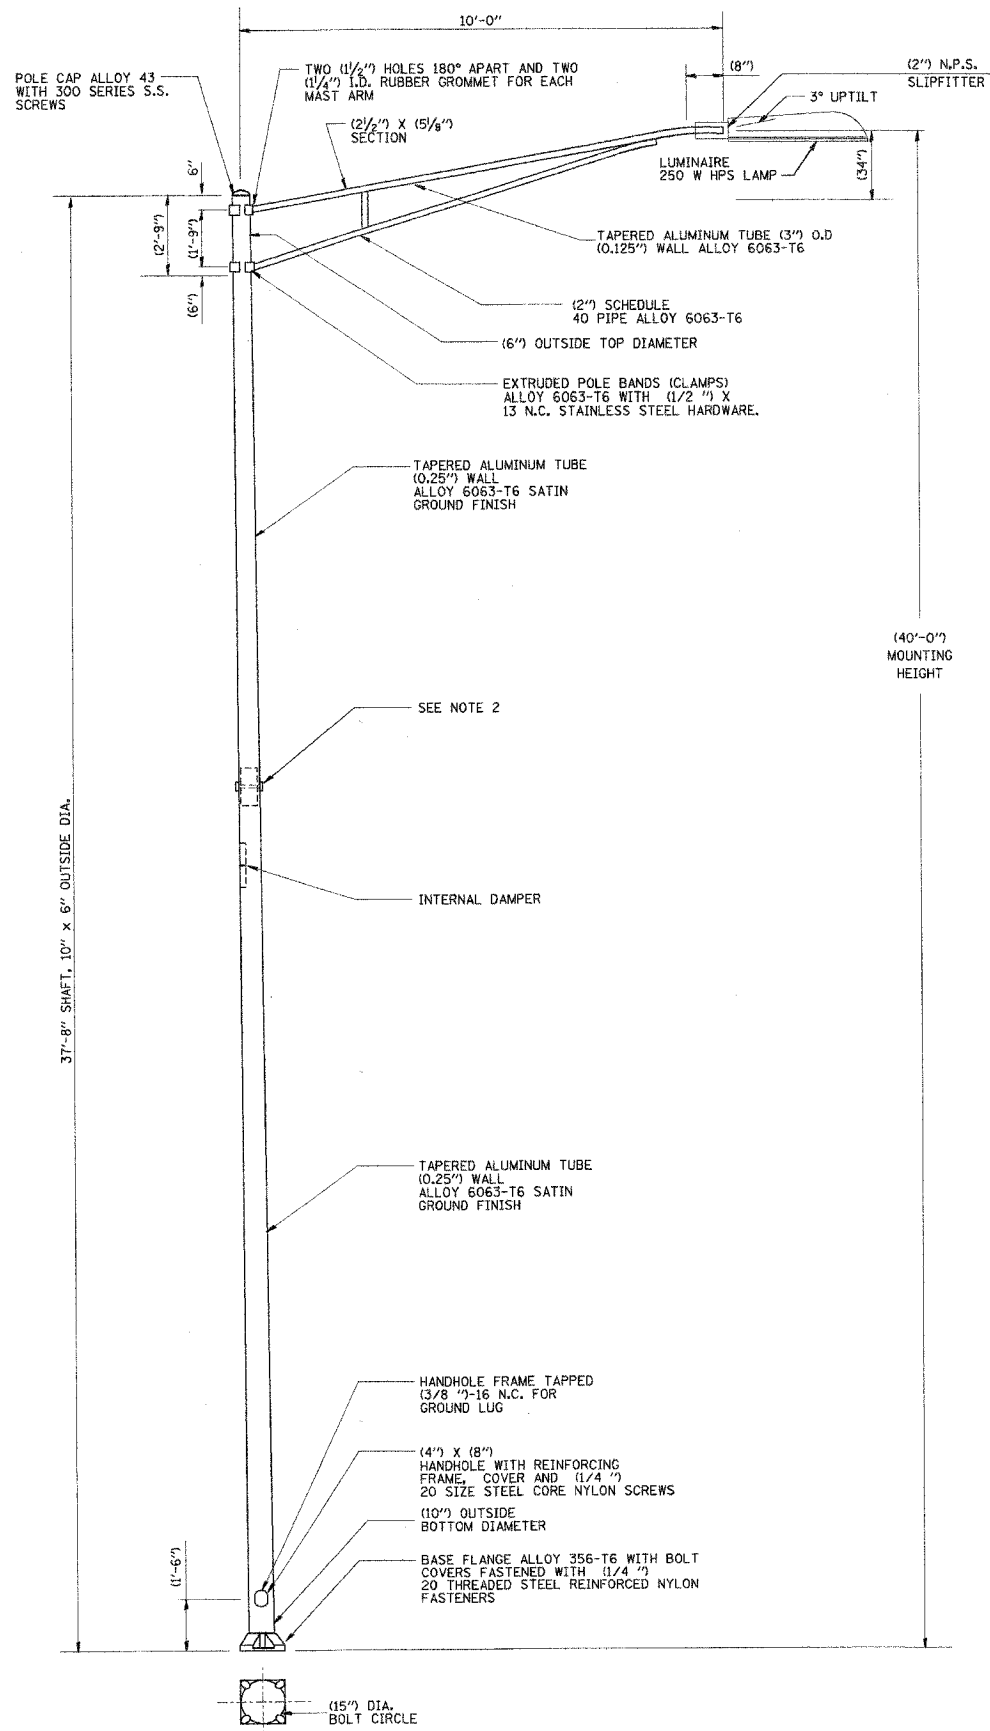 10'-0"
POLE CAP ALLOY 43
WITH 300 SERIES S.S.
SCREWS
TWO (1 1/2") HOLES 180° APART AND TWO
(1 1/4") I.D. RUBBER GROMMET FOR EACH
MAST ARM
(8")
(2") N.P.S.
SLIPFITTER
3° UPTILT
(2 1/2") X (5 1/8")
SECTION
LUMINAIRE
250 W HPS LAMP
(34")
6"
(2'-9")
(1'-9")
(6")
TAPERED ALUMINUM TUBE (3") O.D
(0.125") WALL ALLOY 6063-T6
(2") SCHEDULE
40 PIPE ALLOY 6063-T6
(6") OUTSIDE TOP DIAMETER
EXTRUDED POLE BANDS (CLAMPS)
ALLOY 6063-T6 WITH (1/2 ") X
13 N.C. STAINLESS STEEL HARDWARE.
TAPERED ALUMINUM TUBE
(0.25") WALL
ALLOY 6063-T6 SATIN
GROUND FINISH
(40'-0")
MOUNTING
HEIGHT
SEE NOTE 2
37'-8" SHAFT, 10" x 6" OUTSIDE DIA.
INTERNAL DAMPER
TAPERED ALUMINUM TUBE
(0.25") WALL
ALLOY 6063-T6 SATIN
GROUND FINISH
HANDHOLE FRAME TAPPED
(3/8 ")-16 N.C. FOR
GROUND LUG
(4") X (8")
HANDHOLE WITH REINFORCING
FRAME, COVER AND (1/4 ")
20 SIZE STEEL CORE NYLON SCREWS
(10") OUTSIDE
BOTTOM DIAMETER
(1'-6")
BASE FLANGE ALLOY 356-T6 WITH BOLT
COVERS FASTENED WITH (1/4 ")
20 THREADED STEEL REINFORCED NYLON
FASTENERS
(15") DIA.
BOLT CIRCLE